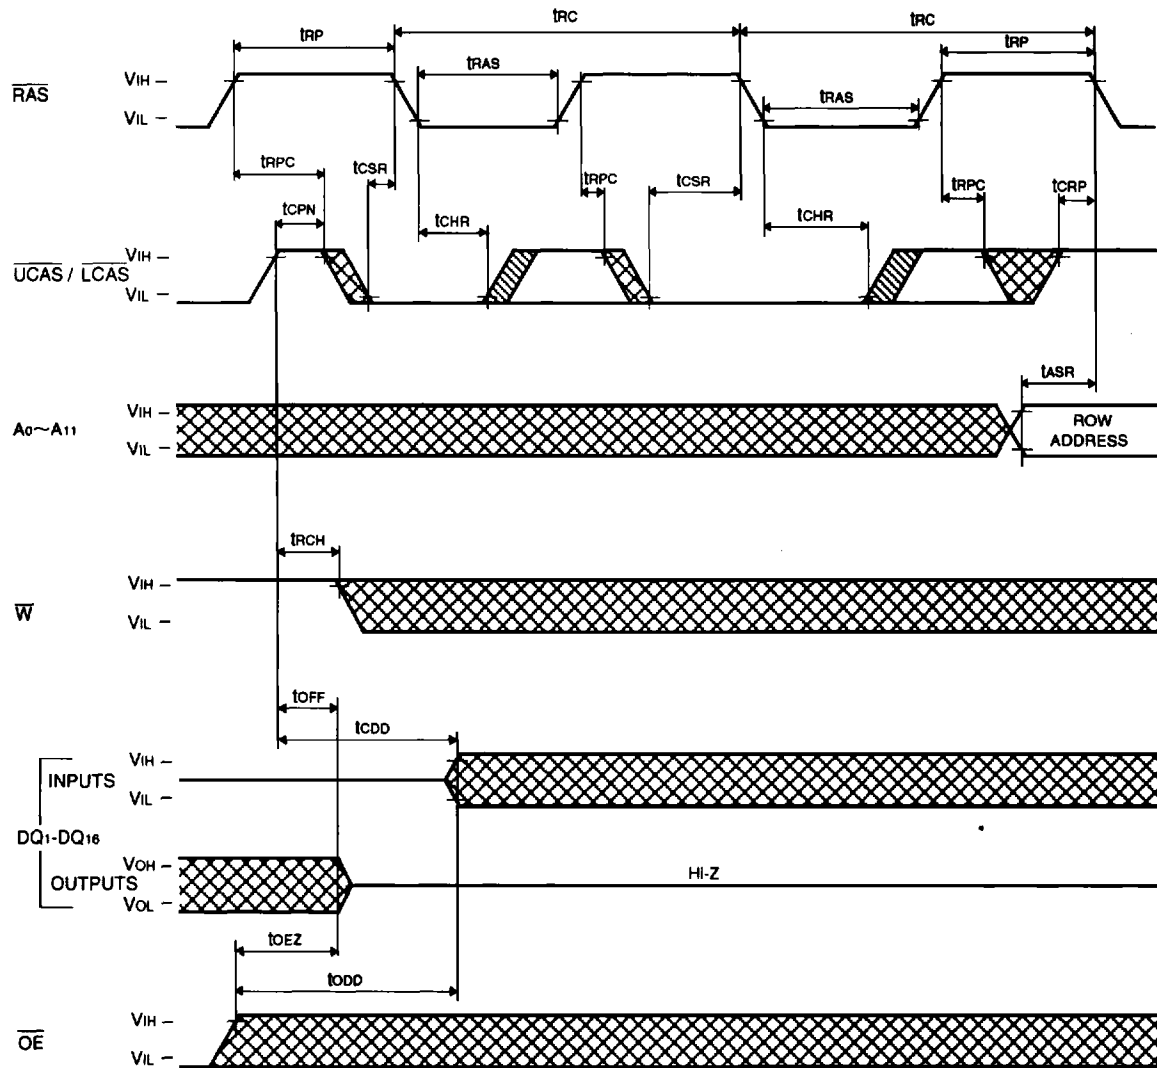 tRC
tRC
tRP
tRP
tRAS
RAS
VIH
tRAS
VIL
tRPC
tCSR
tRPC
tCSR
tRPC
tCRP
tCPN
tCHR
tCHR
UCAS / LCAS
VIH
VIL
tASR
A0~A11
VIH
VIL
ROW
ADDRESS
tRCH
W
VIH
VIL
tOFF
tCDD
VIH
INPUTS
VIL
DQ1-DQ16
VOH
OUTPUTS
VOL
HI-Z
tOEZ
tODD
OE
VIH
VIL